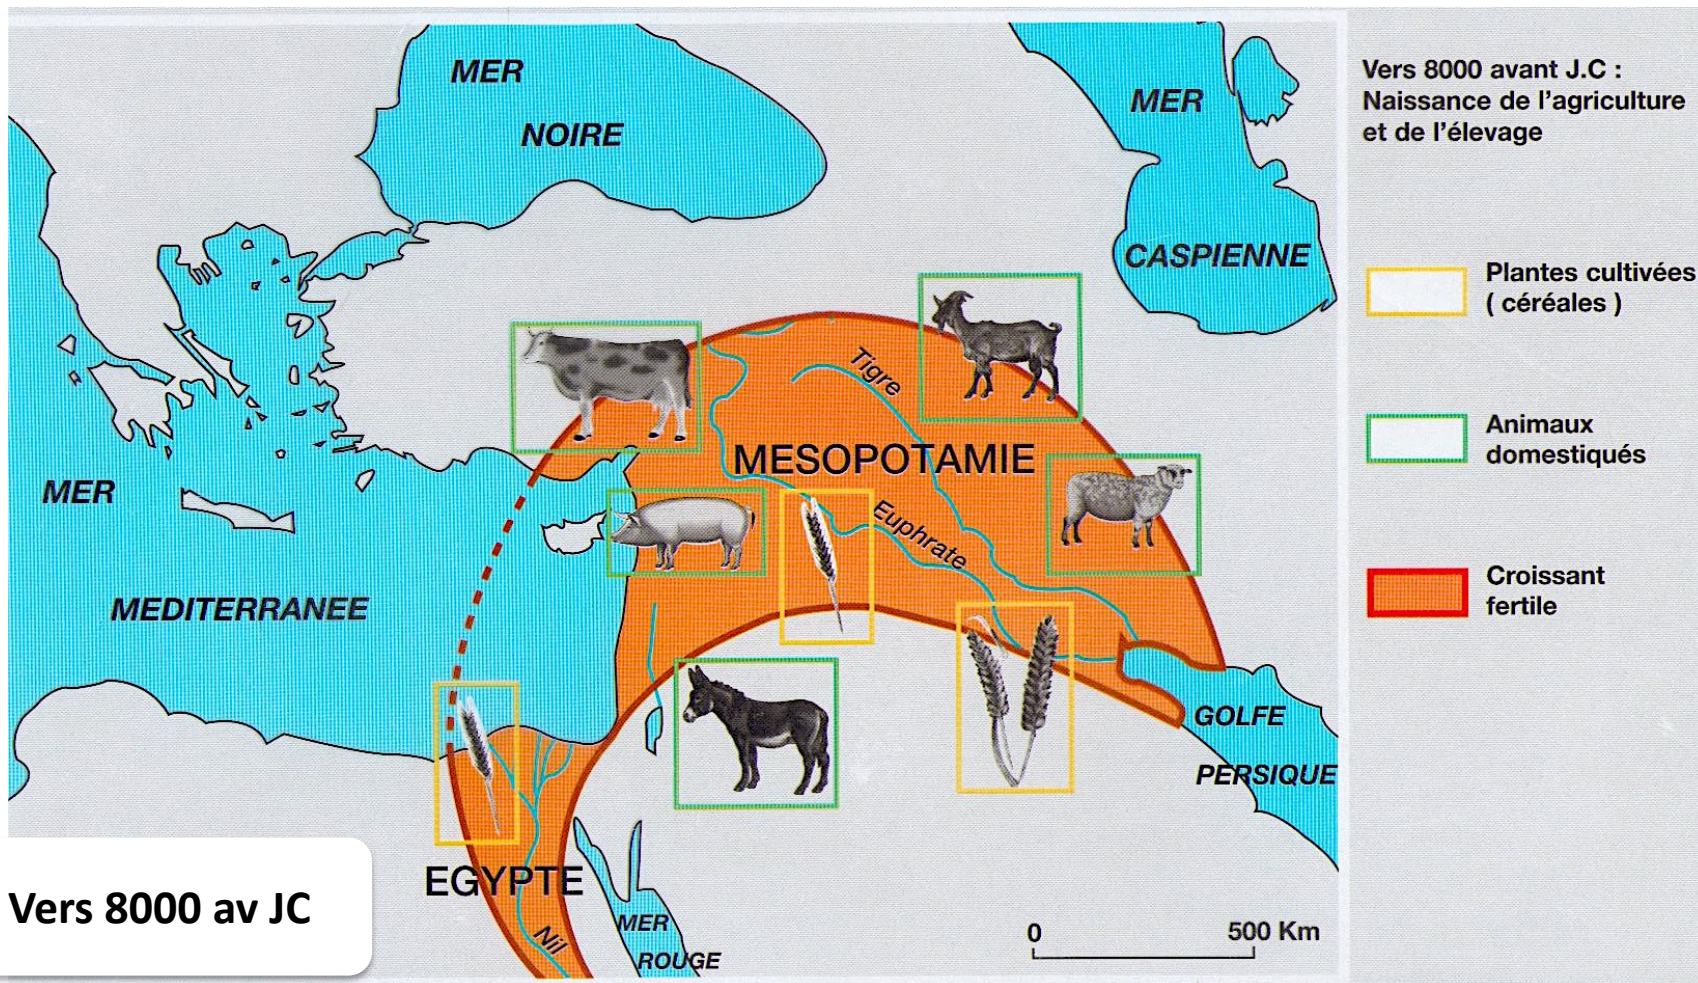 MER
NOIRE
MER
CASPIENNE
Tigre
MESOPOTAMIE
Euphrate
MER
MEDITERRANEE
GOLFE
PERSIQUE
EGYPTE
Nil
MER
ROUGE
0 500 Km
Vers 8000 av JC
Vers 8000 avant J.C :
Naissance de l'agriculture
et de l'élevage
Plantes cultivées
( céréales )
Animaux
domestiqués
Croissant
fertile